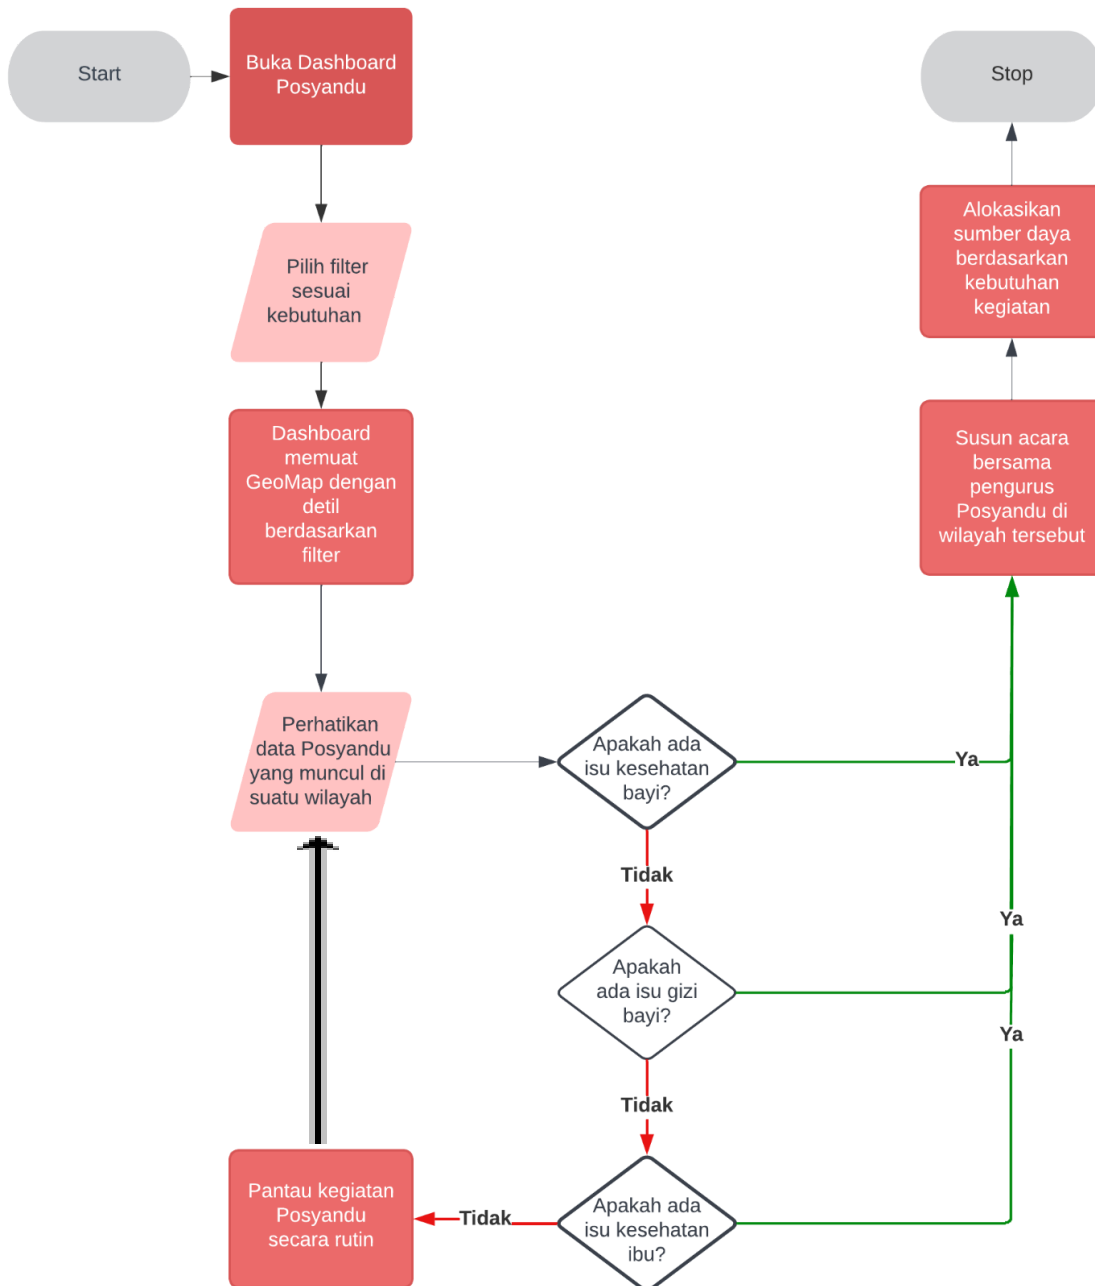 Start
Buka Dashboard
Posyandu
Pilih filter
sesuai
kebutuhan
Dashboard
memuat
GeoMap dengan
detil
berdasarkan
filter
Perhatikan
data Posyandu
yang muncul di
suatu wilayah
Apakah ada
isu kesehatan
bayi?
Ya
Tidak
Apakah
ada isu gizi
bayi?
Ya
Tidak
Apakah ada
isu kesehatan
ibu?
Ya
Tidak
Pantau kegiatan
Posyandu
secara rutin
Susun acara
bersama
pengurus
Posyandu di
wilayah tersebut
Alokasikan
sumber daya
berdasarkan
kebutuhan
kegiatan
Stop